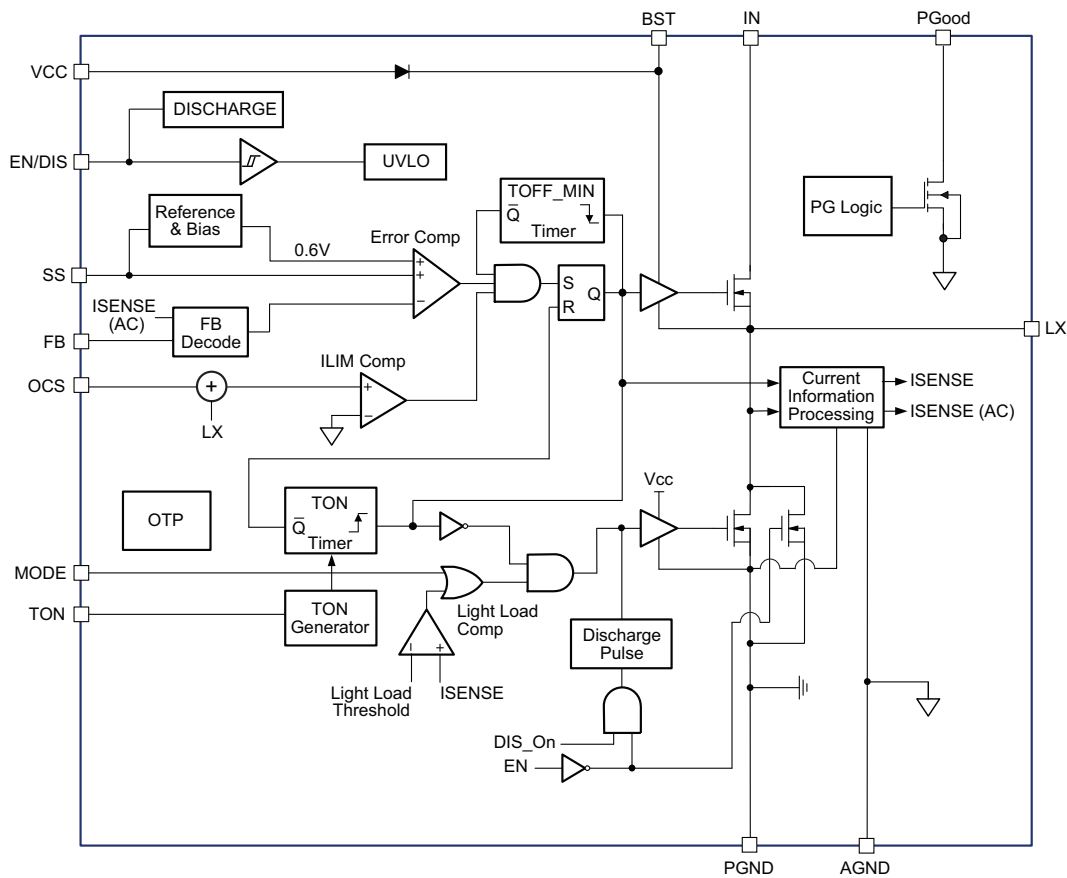 BST
IN
PGood
VCC
DISCHARGE
EN/DIS
UVLO
TOFF_MIN
Q̅
Timer
PG Logic
Reference
& Bias
Error Comp
0.6V
+
+
−
SS
S
R
Q
ISENSE
(AC)
FB
FB
Decode
LX
OCS
ILIM Comp
+
+
−
LX
Current
Information
Processing
ISENSE
ISENSE (AC)
Vcc
OTP
TON
Q̅
Timer
MODE
TON
TON
Generator
Light Load
Comp
− +
Discharge
Pulse
Light Load
Threshold
ISENSE
DIS_On
EN
PGND
AGND